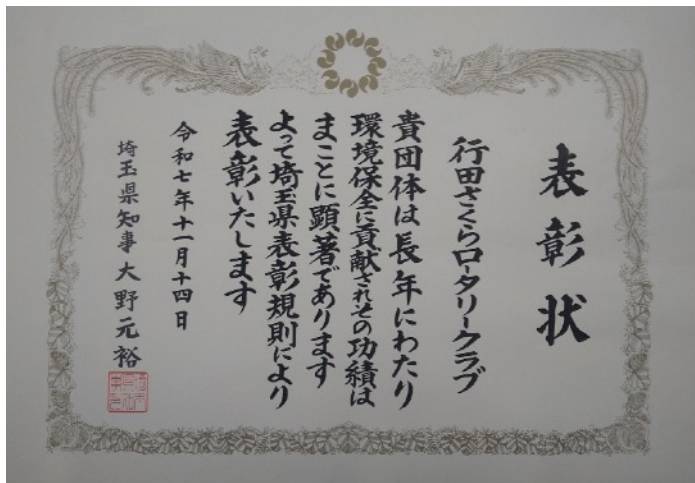 表彰状
行田さくらロータリークラブ
貴団体は長年にわたり
環境保全に貢献されその功績は
まことに顕著であります
よって埼玉県表彰規則により
表彰いたします
令和七年十一月十四日
埼玉県知事 大野元裕